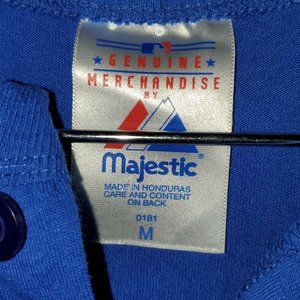 GENUINE
MERCHANDISE
BY
Majestic
MADE IN HONDURAS
CARE AND CONTENT
ON BACK
0181
M